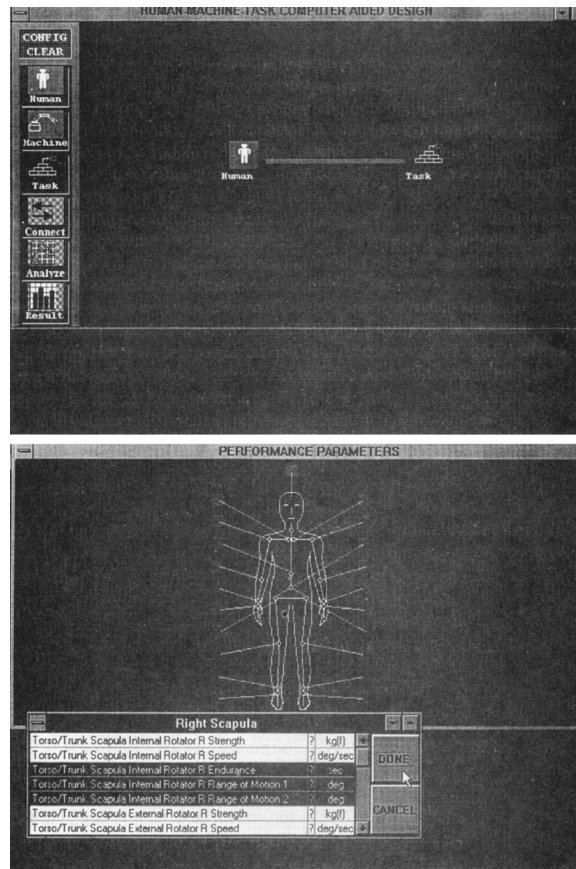 HUMAN-MACHINE-TASK COMPUTER AIDED DESIGN
CONFIG
CLEAR
Human
Machine
Task
Connect
Analyze
Result
Human
Task
PERFORMANCE PARAMETERS
Right Scapula
Torso/Trunk Scapula Internal Rotator R Strength ? kg(f)
Torso/Trunk Scapula Internal Rotator R Speed ? deg/sec
Torso/Trunk Scapula Internal Rotator R Endurance ? sec
Torso/Trunk Scapula Internal Rotator R Range of Motion 1 ? deg
Torso/Trunk Scapula Internal Rotator R Range of Motion 2 ? deg
Torso/Trunk Scapula External Rotator R Strength ? kg(f)
Torso/Trunk Scapula External Rotator R Speed ? deg/sec
DONE
CANCEL